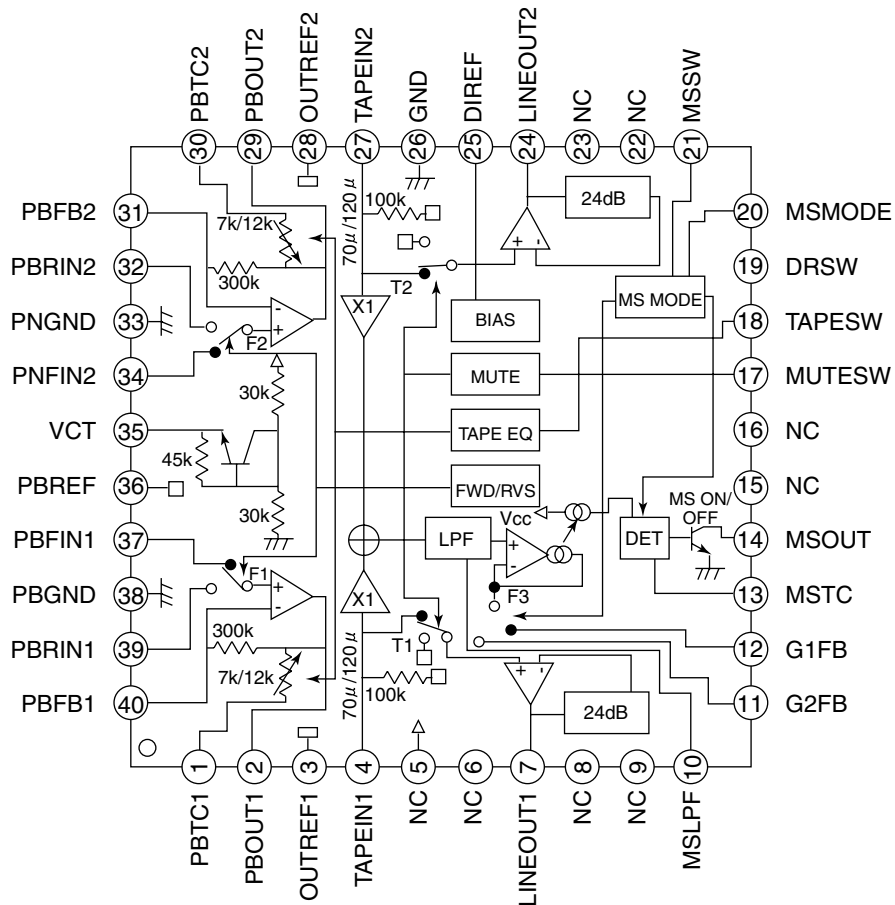 PBTC2
PBOUT2
OUTREF2
TAPEIN2
GND
DIREF
LINEOUT2
NC
NC
MSSW
30
29
28
27
26
25
24
23
22
21
PBFB2
31
PBRIN2
32
PNGND
33
PNFIN2
34
VCT
35
PBREF
36
PBFIN1
37
PBGND
38
PBRIN1
39
PBFB1
40
7k/12k
300k
-
+
F2
30k
45k
30k
F1
+
-
300k
7k/12k
70μ/120μ
100k
T2
X1
X1
T1
70μ/120μ
100k
24dB
+ -
BIAS
MUTE
TAPE EQ
FWD/RVS
MS MODE
Vcc
LPF
+
-
F3
DET
MS ON/
OFF
+ -
24dB
20 MSMODE
19 DRSW
18 TAPESW
17 MUTESW
16 NC
15 NC
14 MSOUT
13 MSTC
12 G1FB
11 G2FB
1
2
3
4
5
6
7
8
9
10
PBTC1
PBOUT1
OUTREF1
TAPEIN1
NC
NC
LINEOUT1
NC
NC
MSLPF